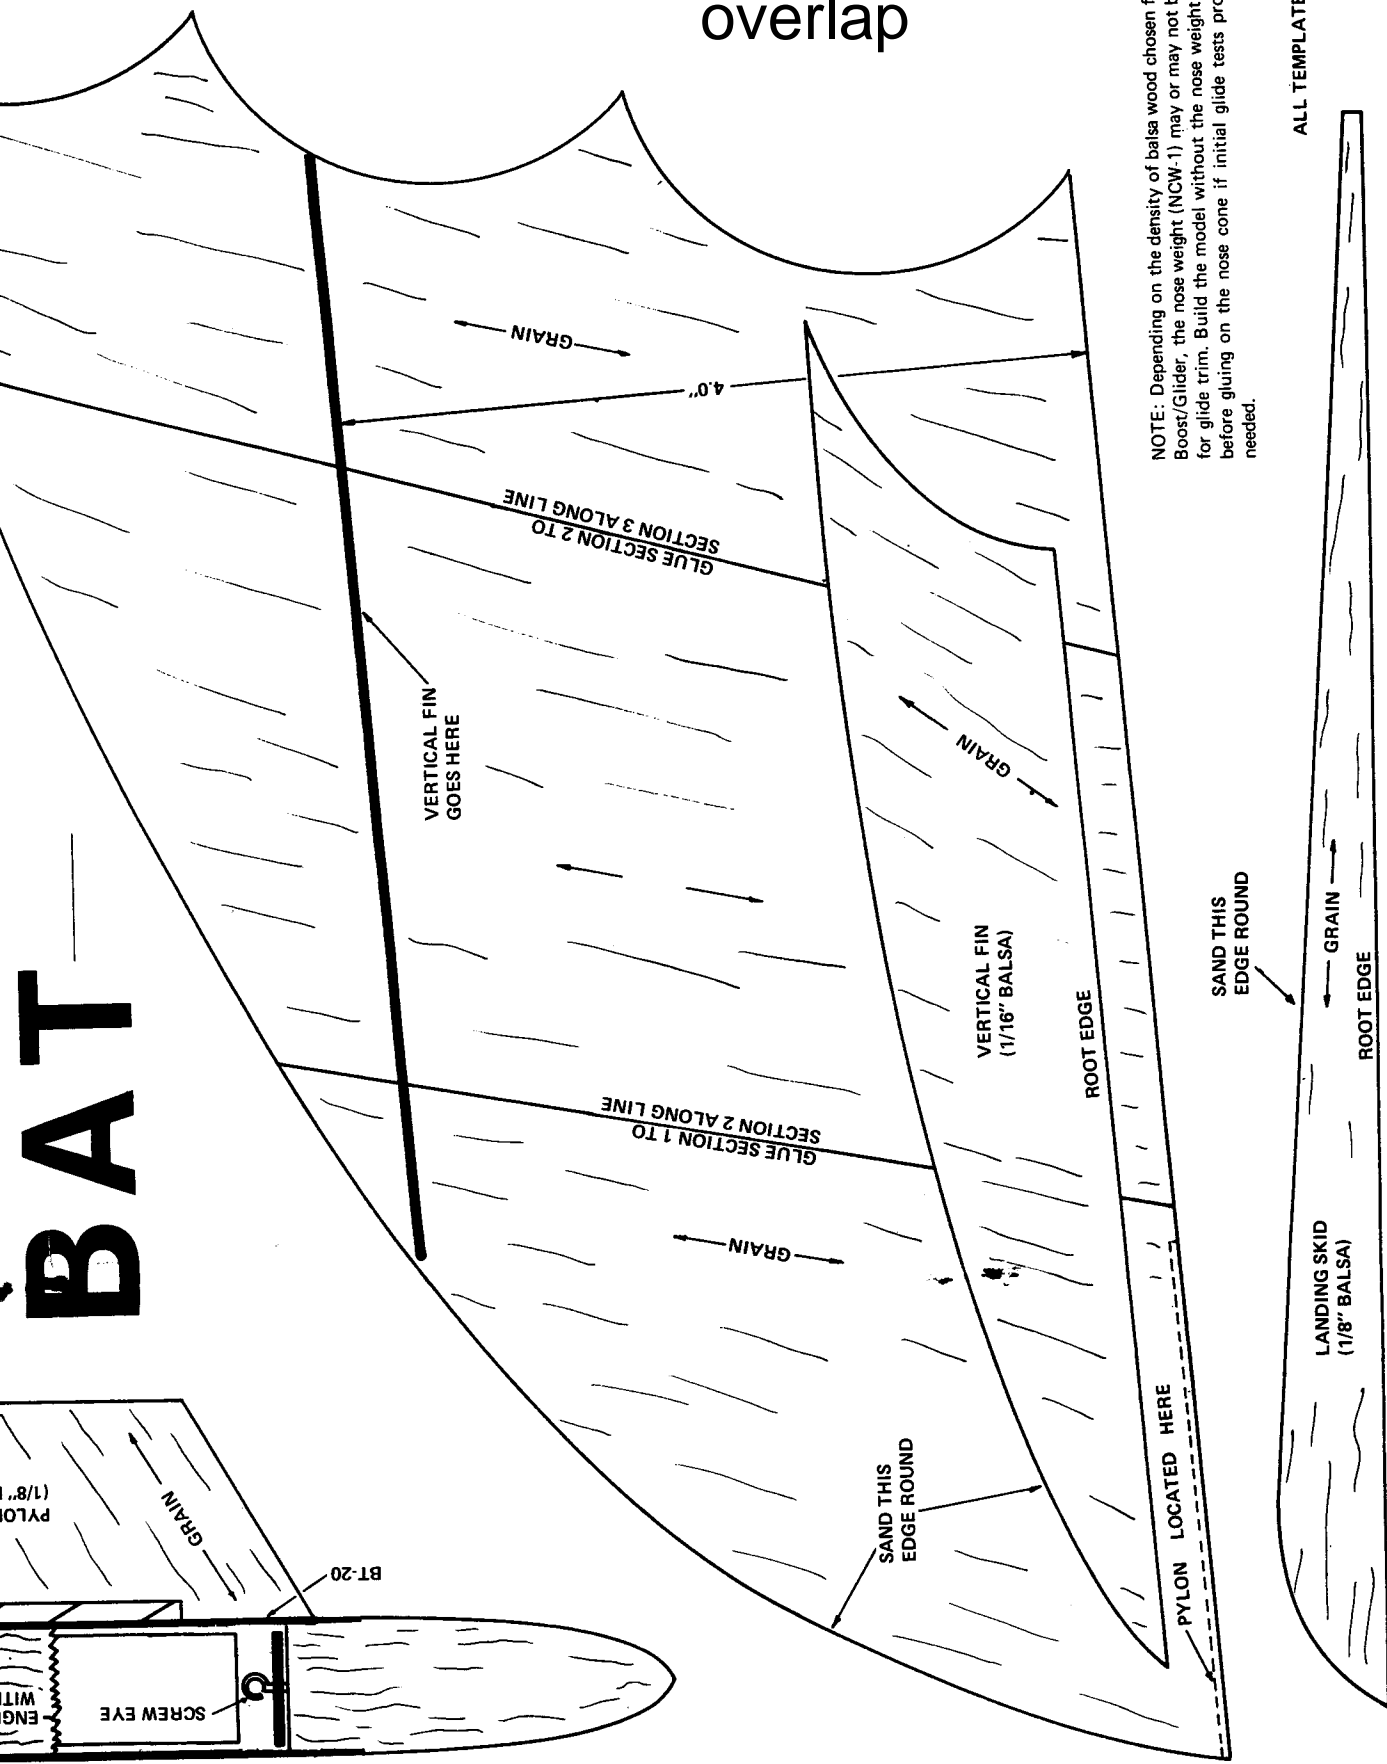 overlap
NOTE: Depending on the density of balsa wood chosen
Boost/Glider, the nose weight (NCW-1) may or may not
for glide trim. Build the model without the nose weight
before gluing on the nose cone if initial glide tests
needed.
ALL TEMPLATE
GRAIN
4.0"
GLUE SECTION 2 TO
SECTION 3 ALONG LINE
VERTICAL FIN
GOES HERE
GRAIN
BAT
VERTICAL FIN
(1/16" BALSA)
ROOT EDGE
SAND THIS
EDGE ROUND
GRAIN
ROOT EDGE
GLUE SECTION 1 TO
SECTION 2 ALONG LINE
GRAIN
LANDING SKID
(1/8" BALSA)
SAND THIS
EDGE ROUND
PYLON LOCATED HERE
(1/8"
GRAIN
BT-20
SCREW EYE